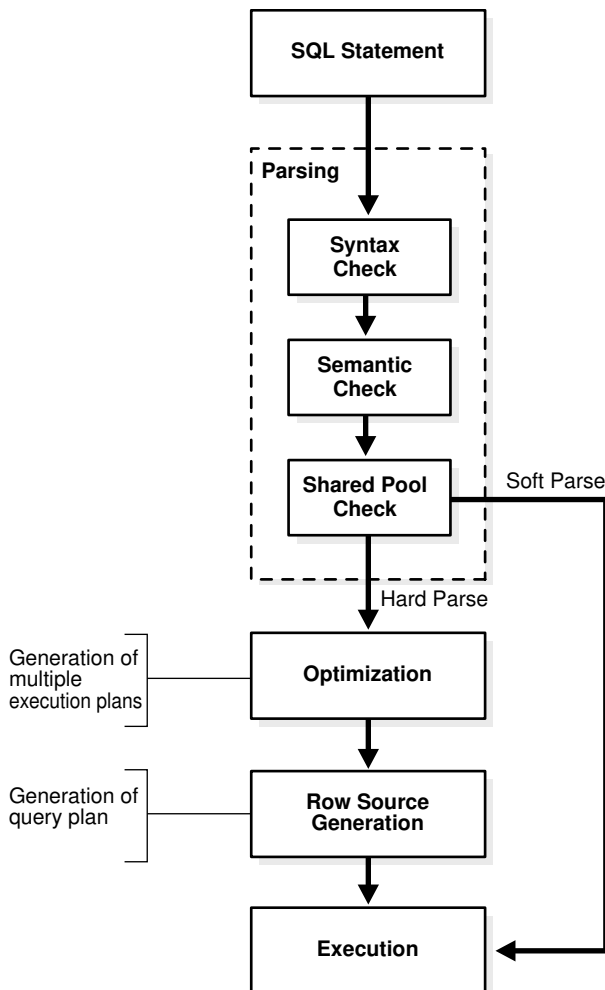 SQL Statement
Parsing
Syntax
Check
Semantic
Check
Shared Pool
Check
Soft Parse
Hard Parse
Generation of
multiple
execution plans
Optimization
Generation of
query plan
Row Source
Generation
Execution